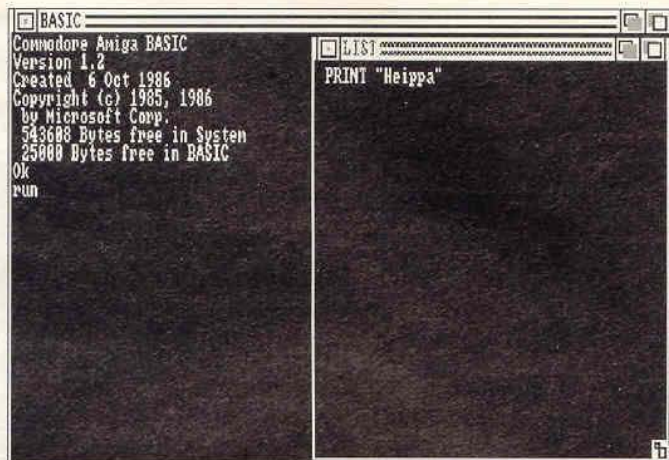 BASIC
Commodore Amiga BASIC
Version 1.2
Created 6 Oct 1986
Copyright (c) 1985, 1986
by Microsoft Corp.
543608 Bytes free in System
25000 Bytes free in BASIC
Ok
run
LIST
PRINT "Heippa"